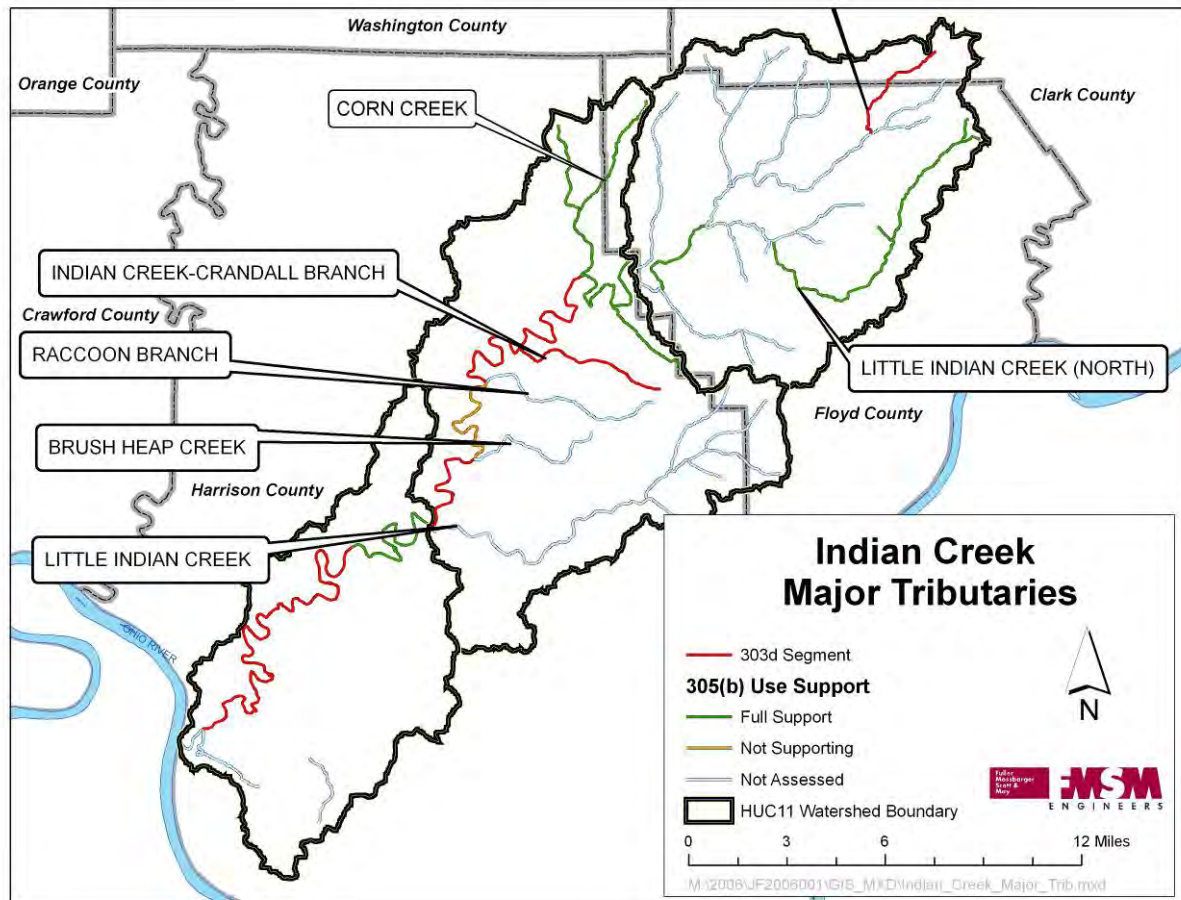 Washington County
Orange County
Clark County
CORN CREEK
INDIAN CREEK-CRANDALL BRANCH
Crawford County
RACCOON BRANCH
LITTLE INDIAN CREEK (NORTH)
Floyd County
BRUSH HEAP CREEK
Harrison County
LITTLE INDIAN CREEK
OHIO RIVER
Indian Creek
Major Tributaries
303d Segment
305(b) Use Support
Full Support
Not Supporting
Not Assessed
HUC11 Watershed Boundary
N
Fuller
Mossbarger
Scott &
May
FMSM
ENGINEERS
0 3 6 12 Miles
M:\2006\JF2006001\GIS_MXD\Indian_Creek_Major_Trib.mxd